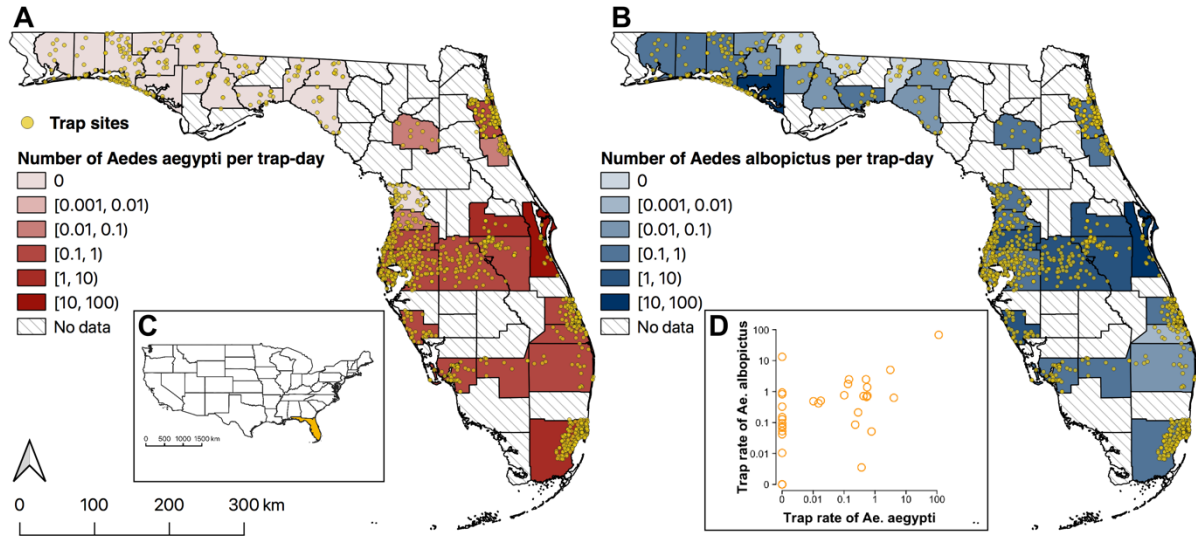 A
Trap sites
Number of Aedes aegypti per trap-day
0
[0.001, 0.01)
[0.01, 0.1)
[0.1, 1)
[1, 10)
[10, 100)
No data
0 100 200 300 km
C
0 500 1000 1500 km
B
Number of Aedes albopictus per trap-day
0
[0.001, 0.01)
[0.01, 0.1)
[0.1, 1)
[1, 10)
[10, 100)
No data
D
Trap rate of Ae. albopictus
100
10
1
0.1
0.01
0
0 0.01 0.1 1 10 100
Trap rate of Ae. aegypti